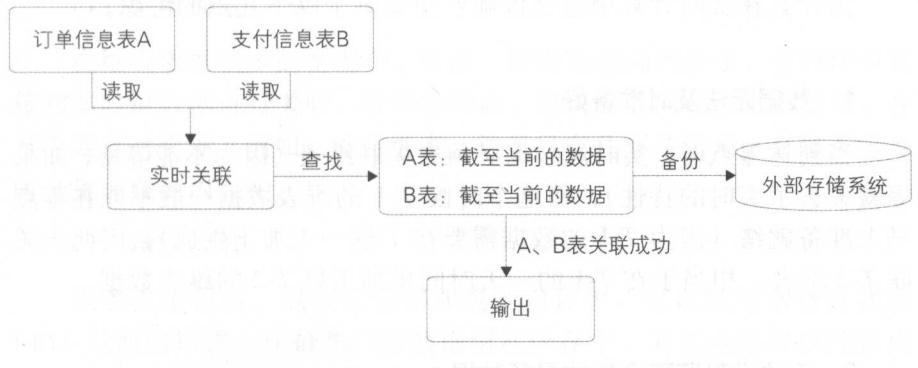 订单信息表A
支付信息表B
读取
读取
实时关联
查找
A表：截至当前的数据
B表：截至当前的数据
备份
外部存储系统
A、B表关联成功
输出